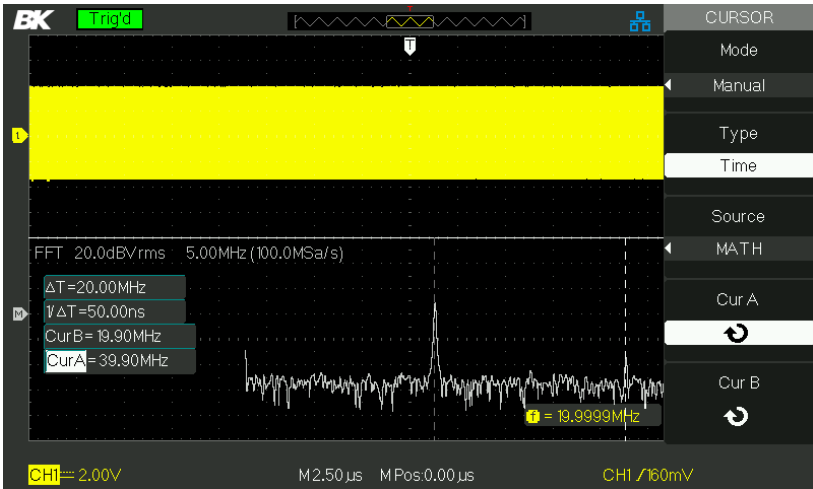 BK Trig'd CURSOR
T
Mode
Manual
1
Type
Time
Source
MATH
FFT 20.0dBVrms 5.00MHz (100.0MSa/s)
ΔT=20.00MHz
1/ΔT=50.00ns
CurB=19.90MHz
CurA=39.90MHz
M
Cur A
Cur B
f = 19.9999MHz
CH1 2.00V M 2.50µs M Pos:0.00µs CH1 /160mV